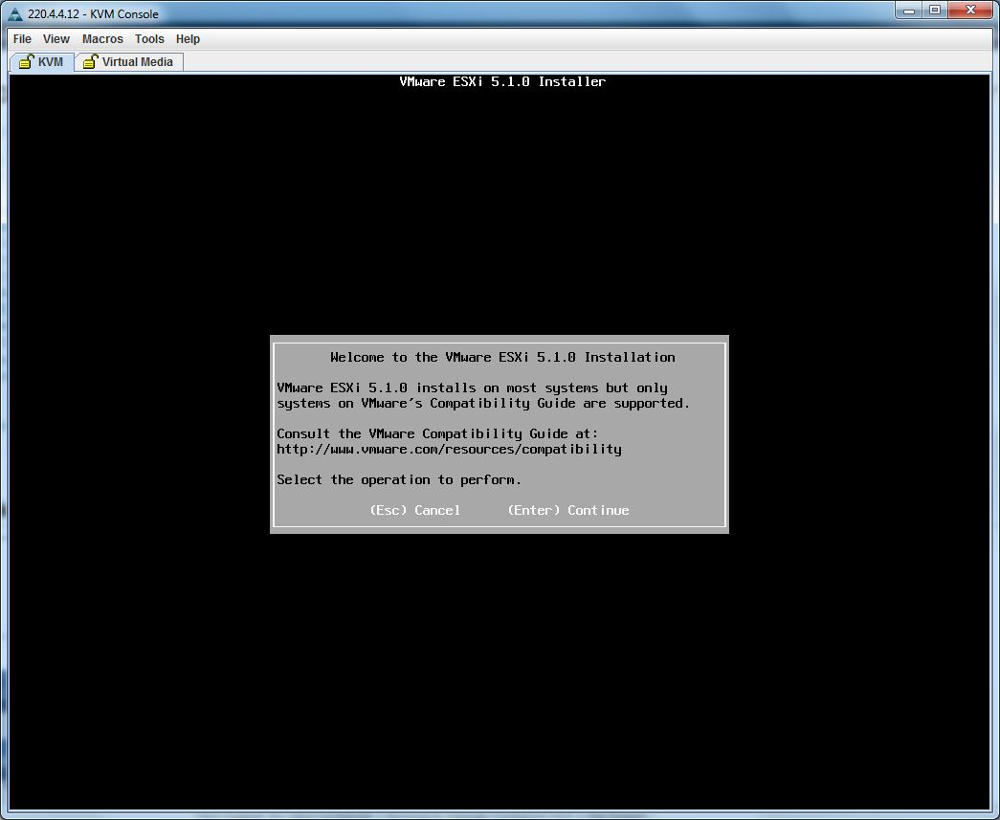 220.4.4.12 - KVM Console
File View Macros Tools Help
KVM Virtual Media
VMware ESXi 5.1.0 Installer
Welcome to the VMware ESXi 5.1.0 Installation
VMware ESXi 5.1.0 installs on most systems but only
systems on VMware's Compatibility Guide are supported.
Consult the VMware Compatibility Guide at:
http://www.vmware.com/resources/compatibility
Select the operation to perform.
(Esc) Cancel (Enter) Continue